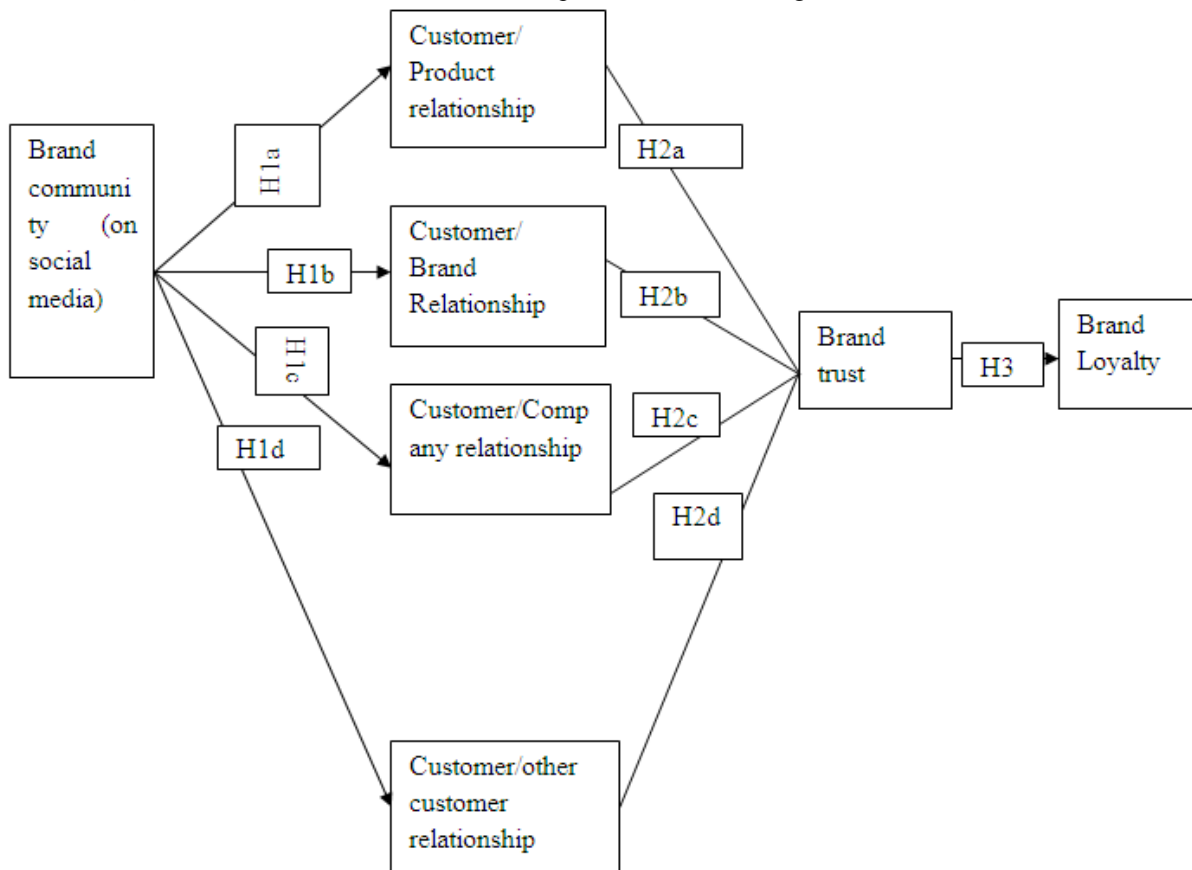 Customer/
Product
relationship
H1a
H2a
Brand
communi
ty (on
social
media)
Customer/
Brand
Relationship
H1b
H2b
Brand
trust
H3
Brand
Loyalty
H1c
Customer/Comp
any relationship
H2c
H1d
H2d
Customer/other
customer
relationship